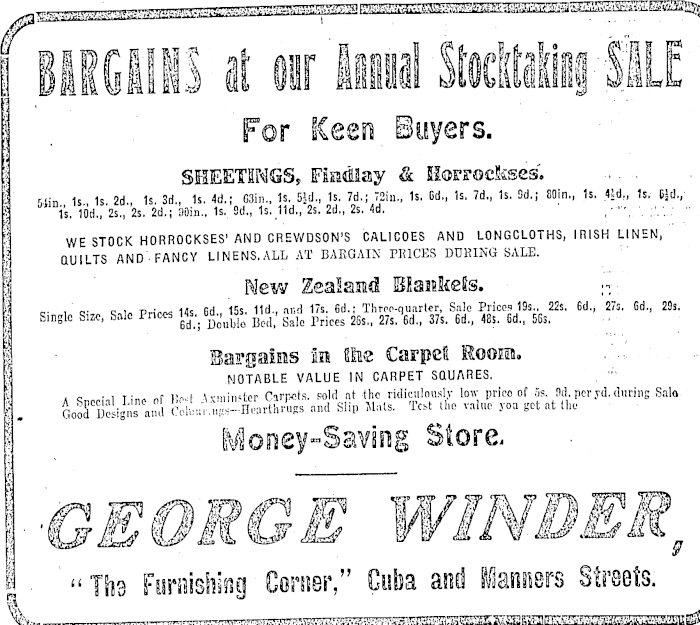 BARGAINS at our Annual Stocktaking SALE
For Keen Buyers.
SHEETINGS, Findlay & Horrockses.
54in., 1s., 1s. 2d., 1s. 3d., 1s. 4d.; 63in., 1s. 5½d., 1s. 7d.; 72in., 1s. 6d., 1s. 7d., 1s. 9d.; 80in., 1s. 4½d., 1s. 6½d.,
1s. 10d., 2s., 2s. 2d.; 90in., 1s. 9d., 1s. 11d., 2s. 2d., 2s. 4d.
WE STOCK HORROCKSES' AND CREWDSON'S CALICOES AND LONGCLOTHS, IRISH LINEN,
QUILTS AND FANCY LINENS. ALL AT BARGAIN PRICES DURING SALE.
New Zealand Blankets.
Single Size, Sale Prices 14s. 6d., 15s. 11d., and 17s. 6d.; Three-quarter, Sale Prices 19s., 22s. 6d., 27s. 6d., 29s.
6d.; Double Bed, Sale Prices 26s., 27s. 6d., 37s. 6d., 48s. 6d., 56s.
Bargains in the Carpet Room.
NOTABLE VALUE IN CARPET SQUARES.
A Special Line of Best Axminster Carpets, sold at the ridiculously low price of 5s. 9d. per yd. during Sale
Good Designs and Colourings—Hearthrugs and Slip Mats. Test the value you get at the
Money-Saving Store.
GEORGE WINDER,
"The Furnishing Corner," Cuba and Manners Streets.